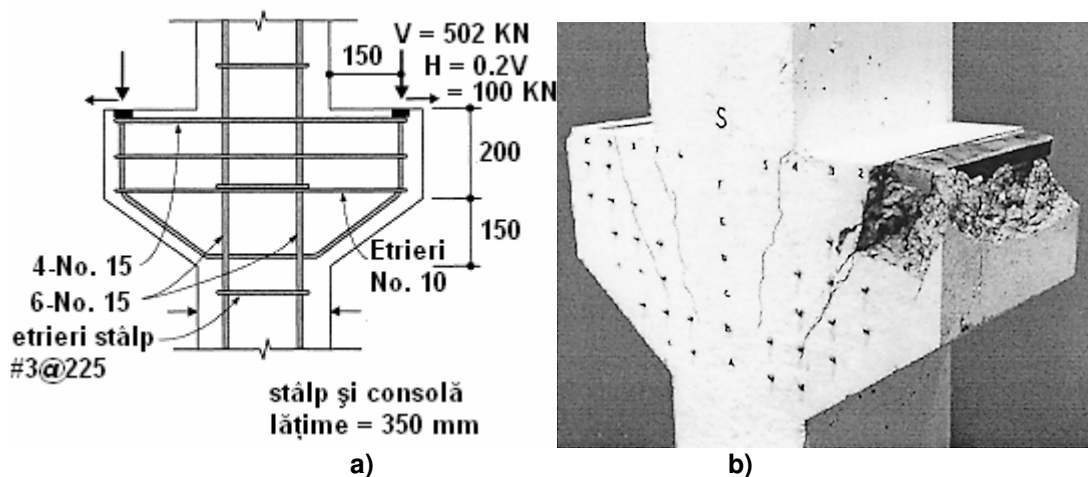 V = 502 KN
150
H = 0.2V
= 100 KN
200
150
4-No. 15
6-No. 15
Etrieri
No. 10
etrieri stâlp
#3@225
stâlp şi consolă
lăţime = 350 mm
a)
S
b)